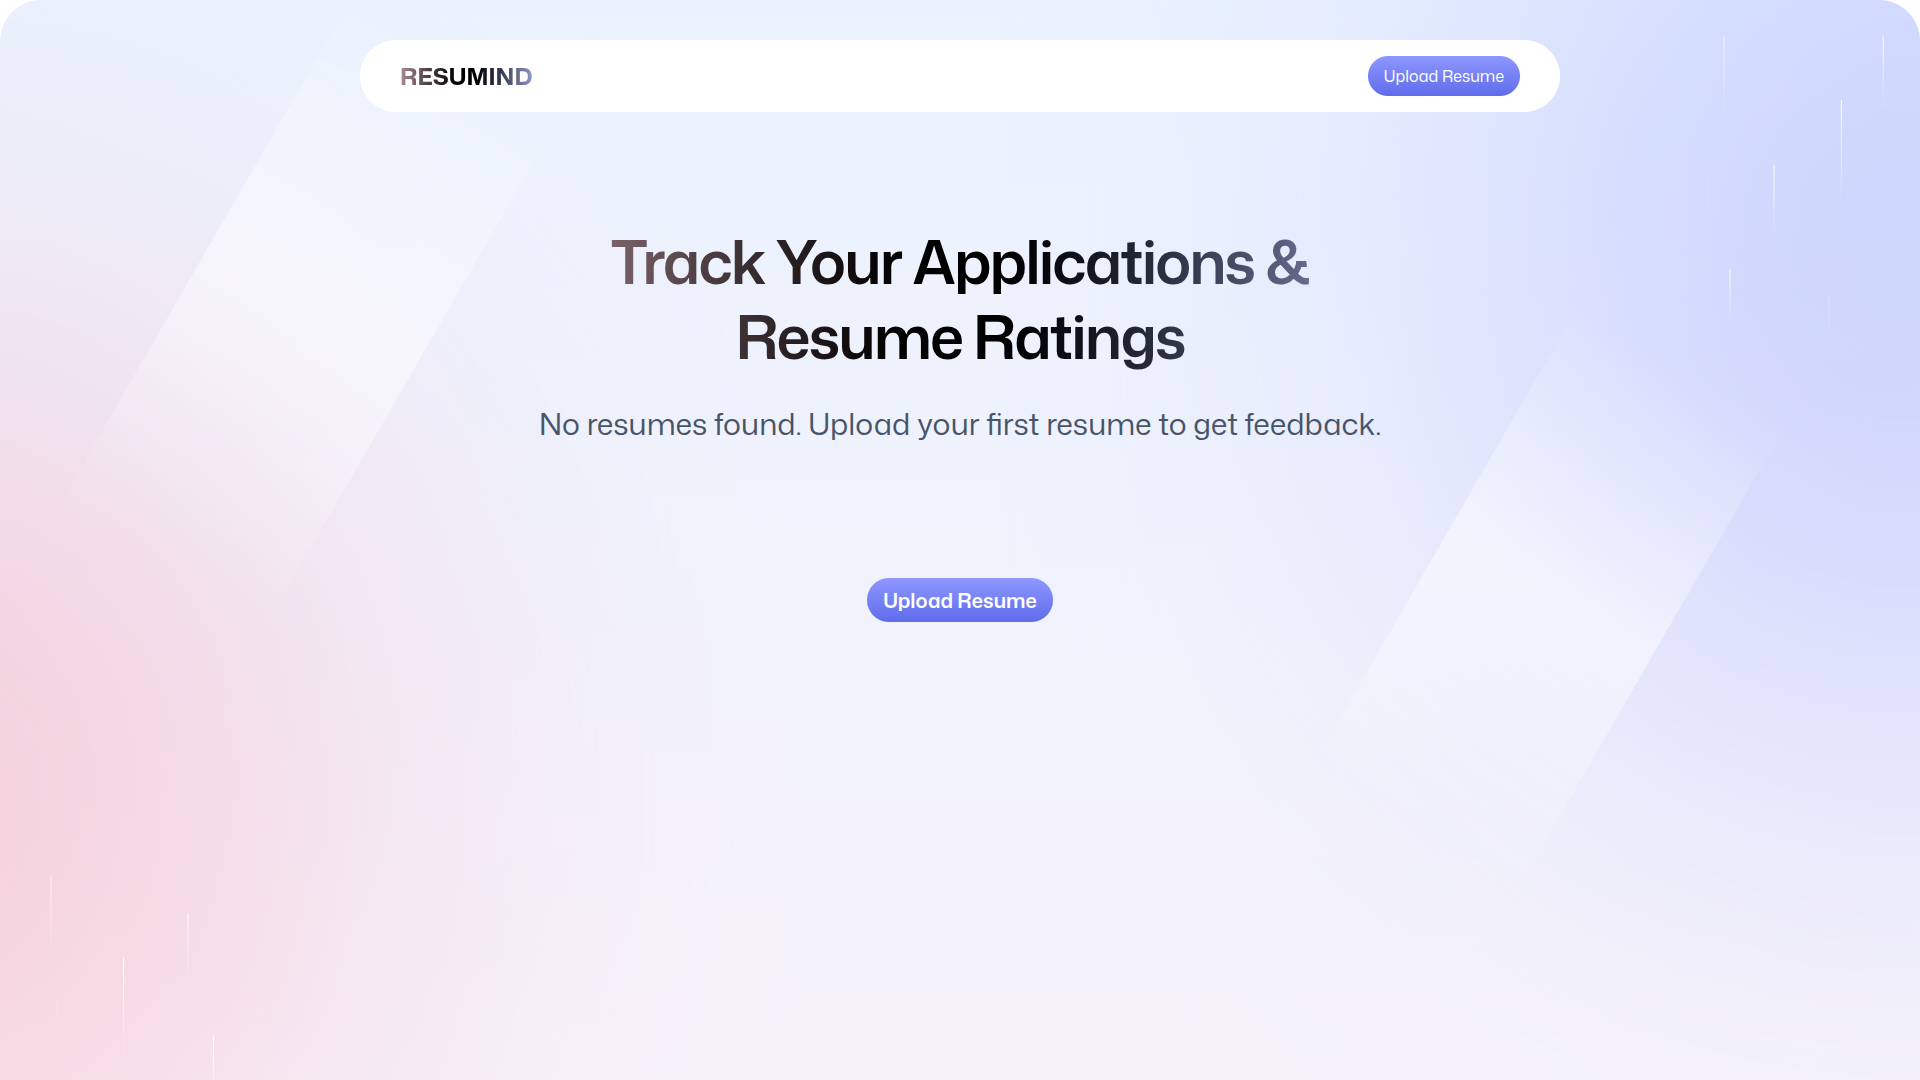 RESUMIND
Upload Resume
Track Your Applications &
Resume Ratings
No resumes found. Upload your first resume to get feedback.
Upload Resume